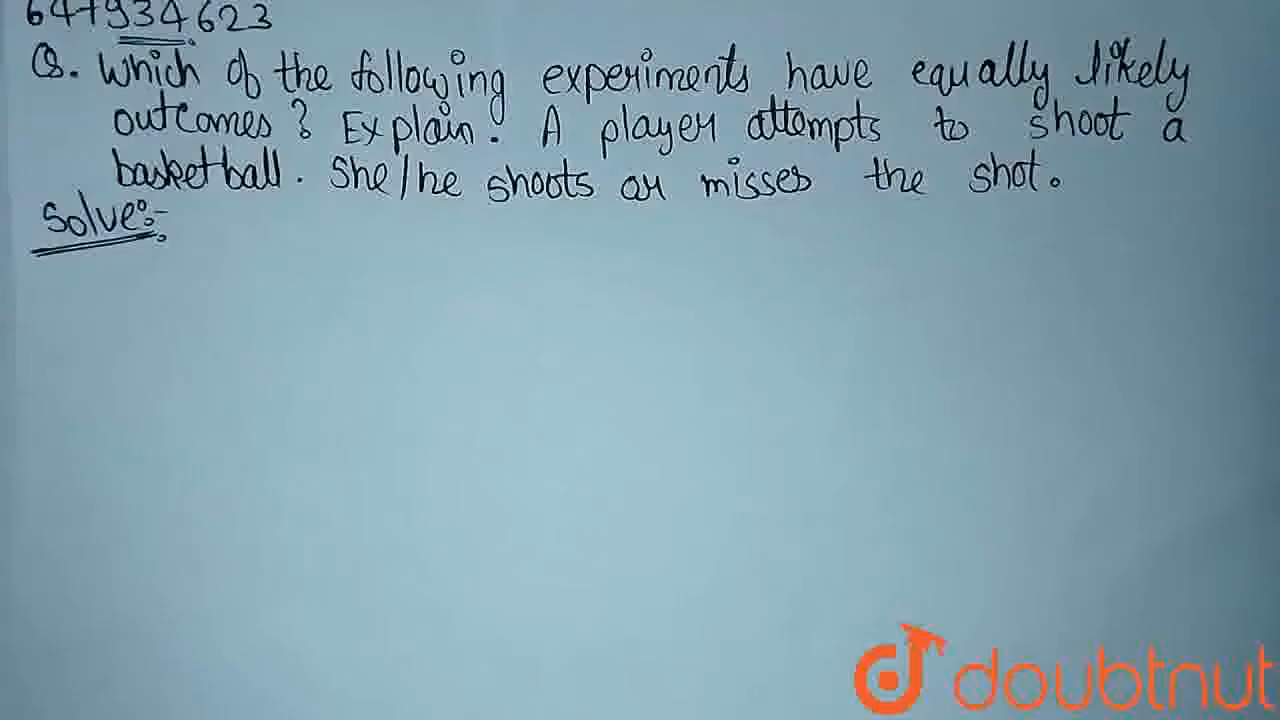 647934623
Q. Which of the following experiments have equally likely
outcomes? Explain. A player attempts to shoot a
basketball. She/he shoots or misses the shot.
Solve:-
doubtnut